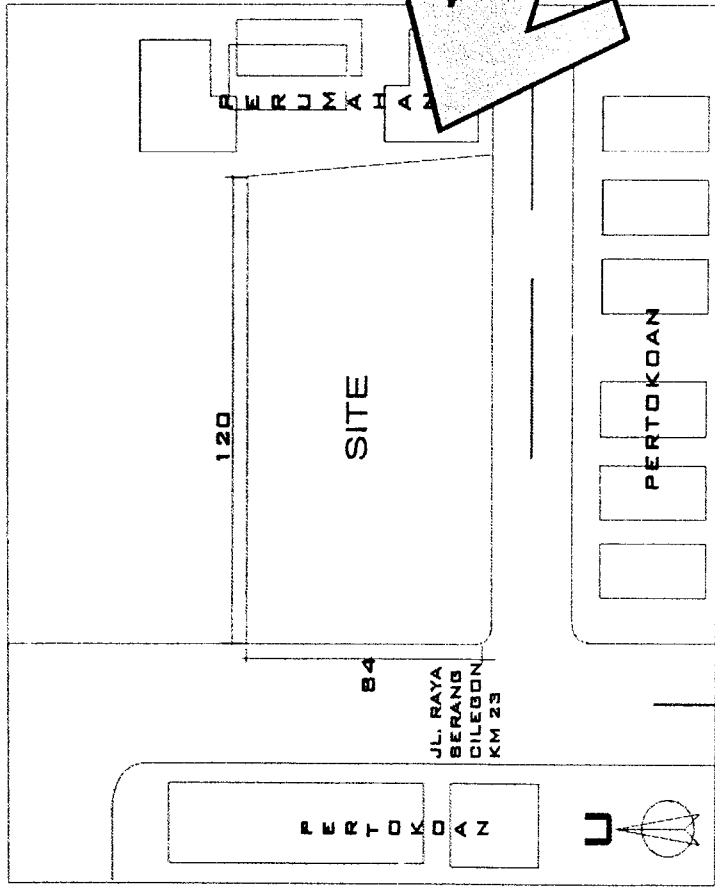 PERUMAHAN
120
SITE
PERTOKOAN
84
JL. RAYA
SERANG
CILEGON
KM 23
PERTOKOAN
U